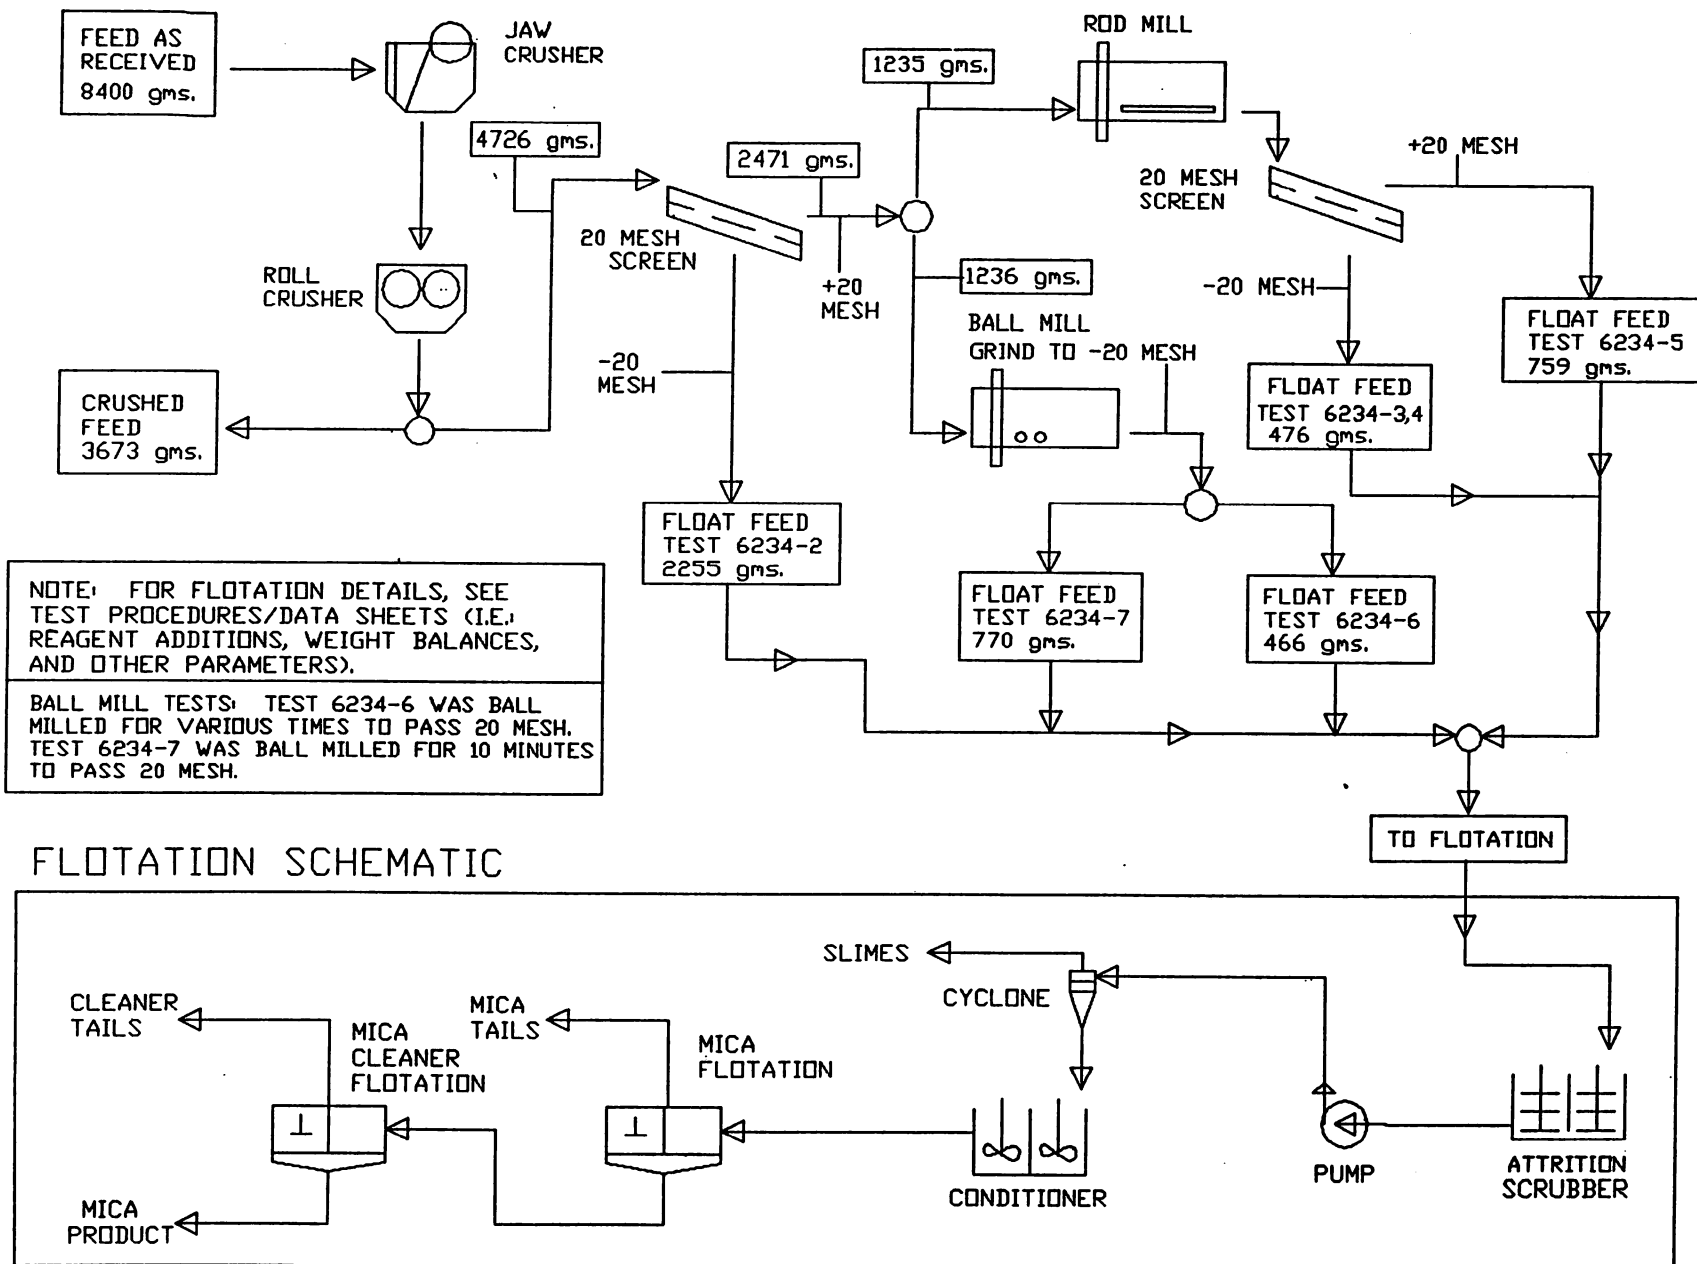 FEED AS
RECEIVED
8400 gms.
JAW
CRUSHER
4726 gms.
ROLL
CRUSHER
CRUSHED
FEED
3673 gms.
20 MESH
SCREEN
2471 gms.
+20
MESH
-20
MESH
1235 gms.
ROD MILL
20 MESH
SCREEN
+20 MESH
-20 MESH
1236 gms.
BALL MILL
GRIND TO -20 MESH
FLOAT FEED
TEST 6234-5
759 gms.
FLOAT FEED
TEST 6234-3,4
476 gms.
FLOAT FEED
TEST 6234-2
2255 gms.
FLOAT FEED
TEST 6234-7
770 gms.
FLOAT FEED
TEST 6234-6
466 gms.
NOTE: FOR FLOTATION DETAILS, SEE
TEST PROCEDURES/DATA SHEETS (I.E.:
REAGENT ADDITIONS, WEIGHT BALANCES,
AND OTHER PARAMETERS).
BALL MILL TESTS: TEST 6234-6 WAS BALL
MILLED FOR VARIOUS TIMES TO PASS 20 MESH.
TEST 6234-7 WAS BALL MILLED FOR 10 MINUTES
TO PASS 20 MESH.
TO FLOTATION
FLOTATION SCHEMATIC
SLIMES
CYCLONE
CLEANER
TAILS
MICA
CLEANER
FLOTATION
MICA
TAILS
MICA
FLOTATION
MICA
PRODUCT
CONDITIONER
PUMP
ATTRITION
SCRUBBER